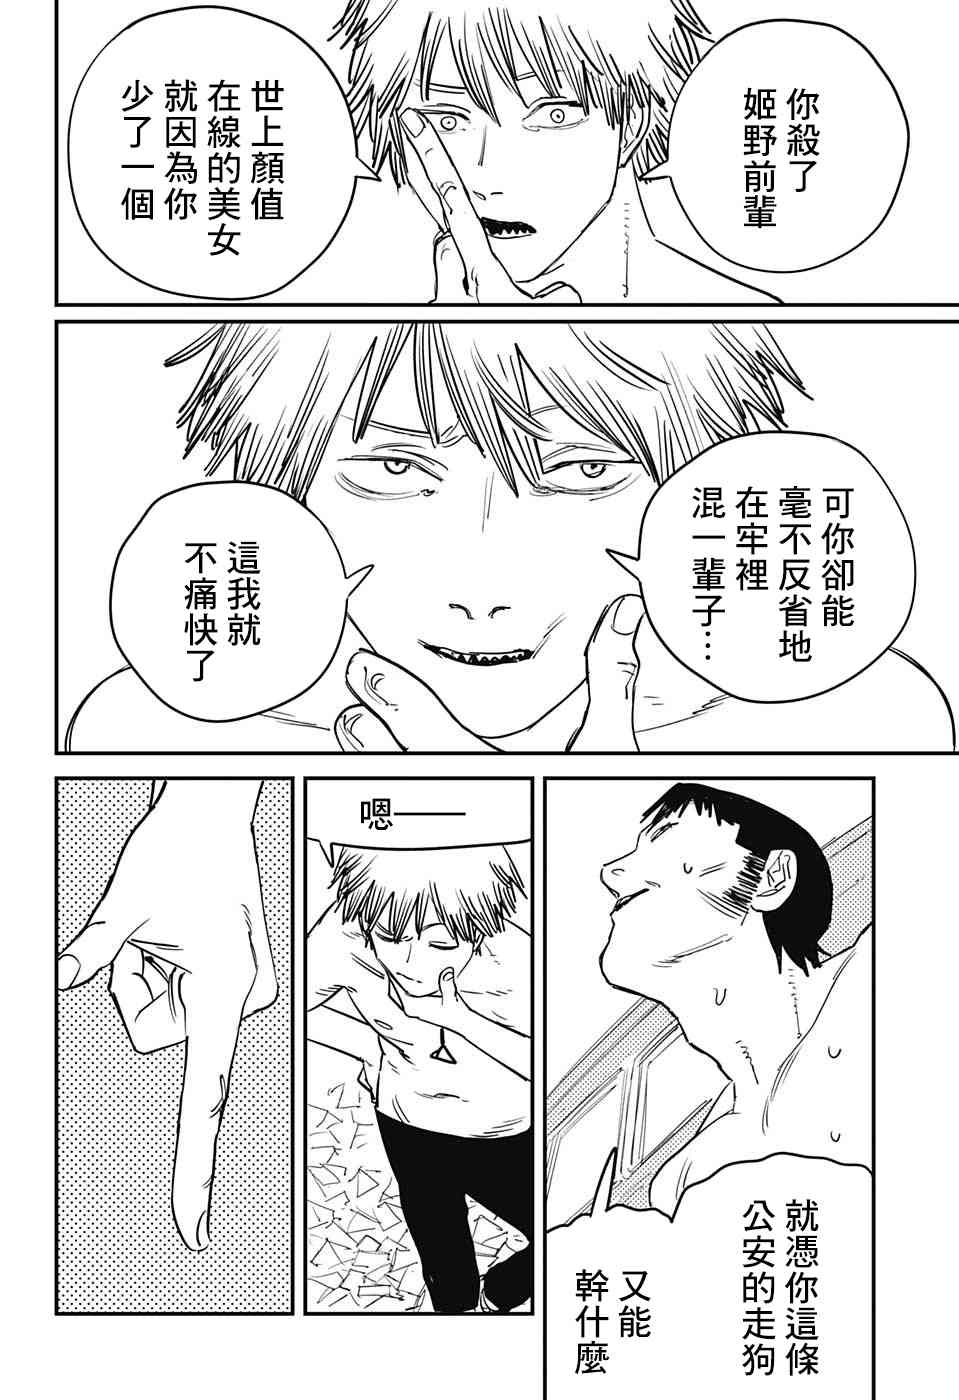 你殺了
姬野前輩
世上顏值
在線的美女
就因為你
少了一個
可你卻能
毫不反省地
在牢裡
混一輩子…
這我就
不痛快了
就憑你這條
公安的走狗
又能
幹什麼
嗯——